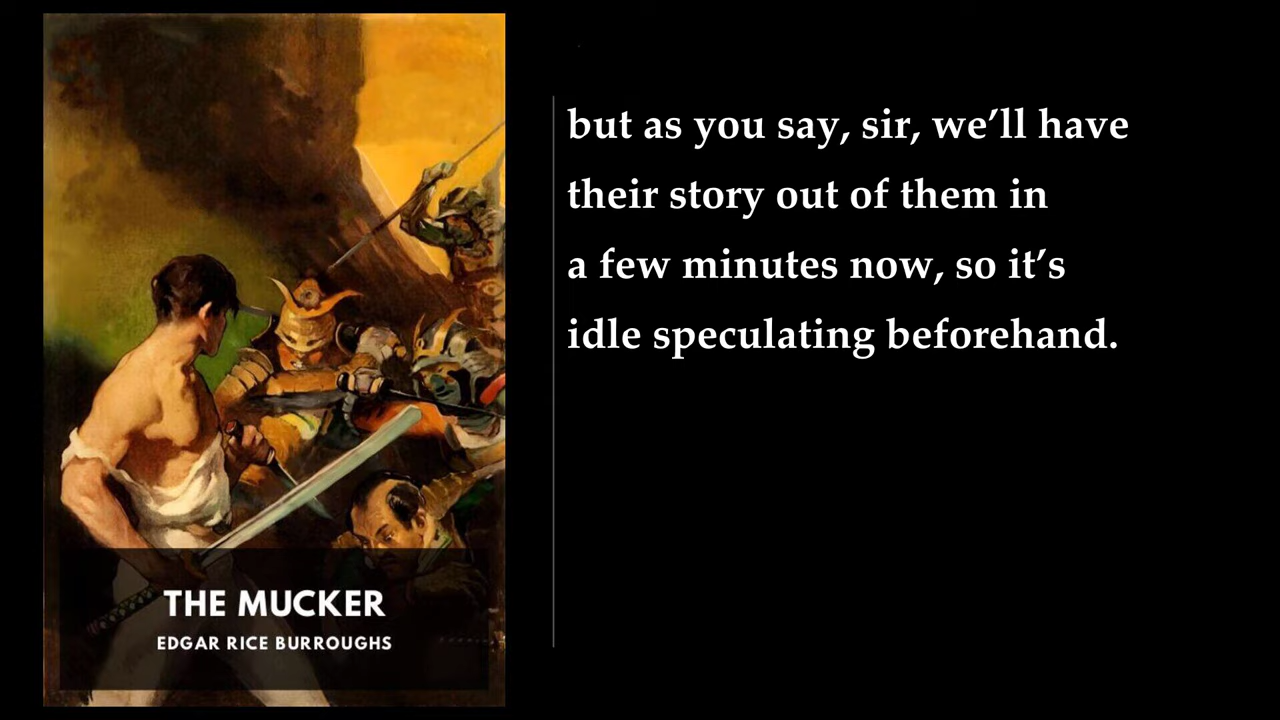 THE MUCKER
EDGAR RICE BURROUGHS
but as you say, sir, we’ll have
their story out of them in
a few minutes now, so it’s
idle speculating beforehand.